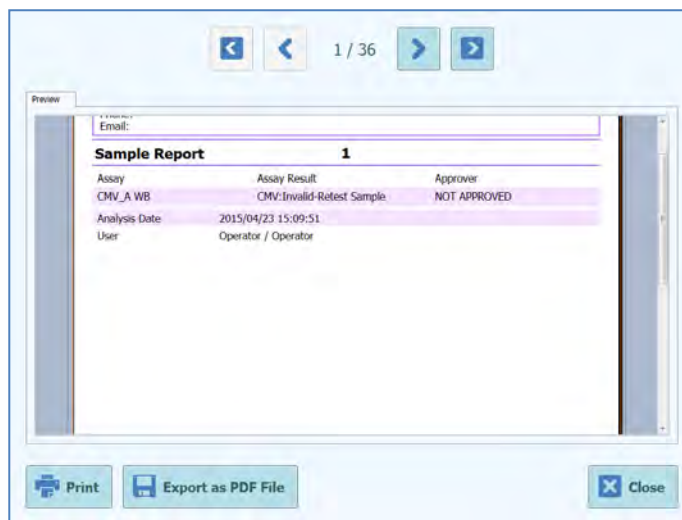 1 / 36
Preview
Email:
Sample Report 1
Assay Assay Result Approver
CMV_A WB CMV:Invalid-Retest Sample NOT APPROVED
Analysis Date 2015/04/23 15:09:51
User Operator / Operator
Print Export as PDF File Close